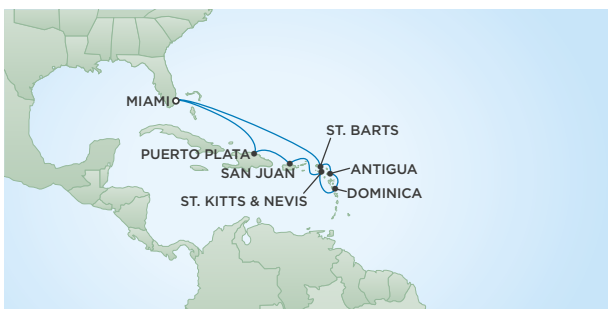 MIAMI
ST. BARTS
PUERTO PLATA
SAN JUAN
ANTIGUA
DOMINICA
ST. KITTS & NEVIS